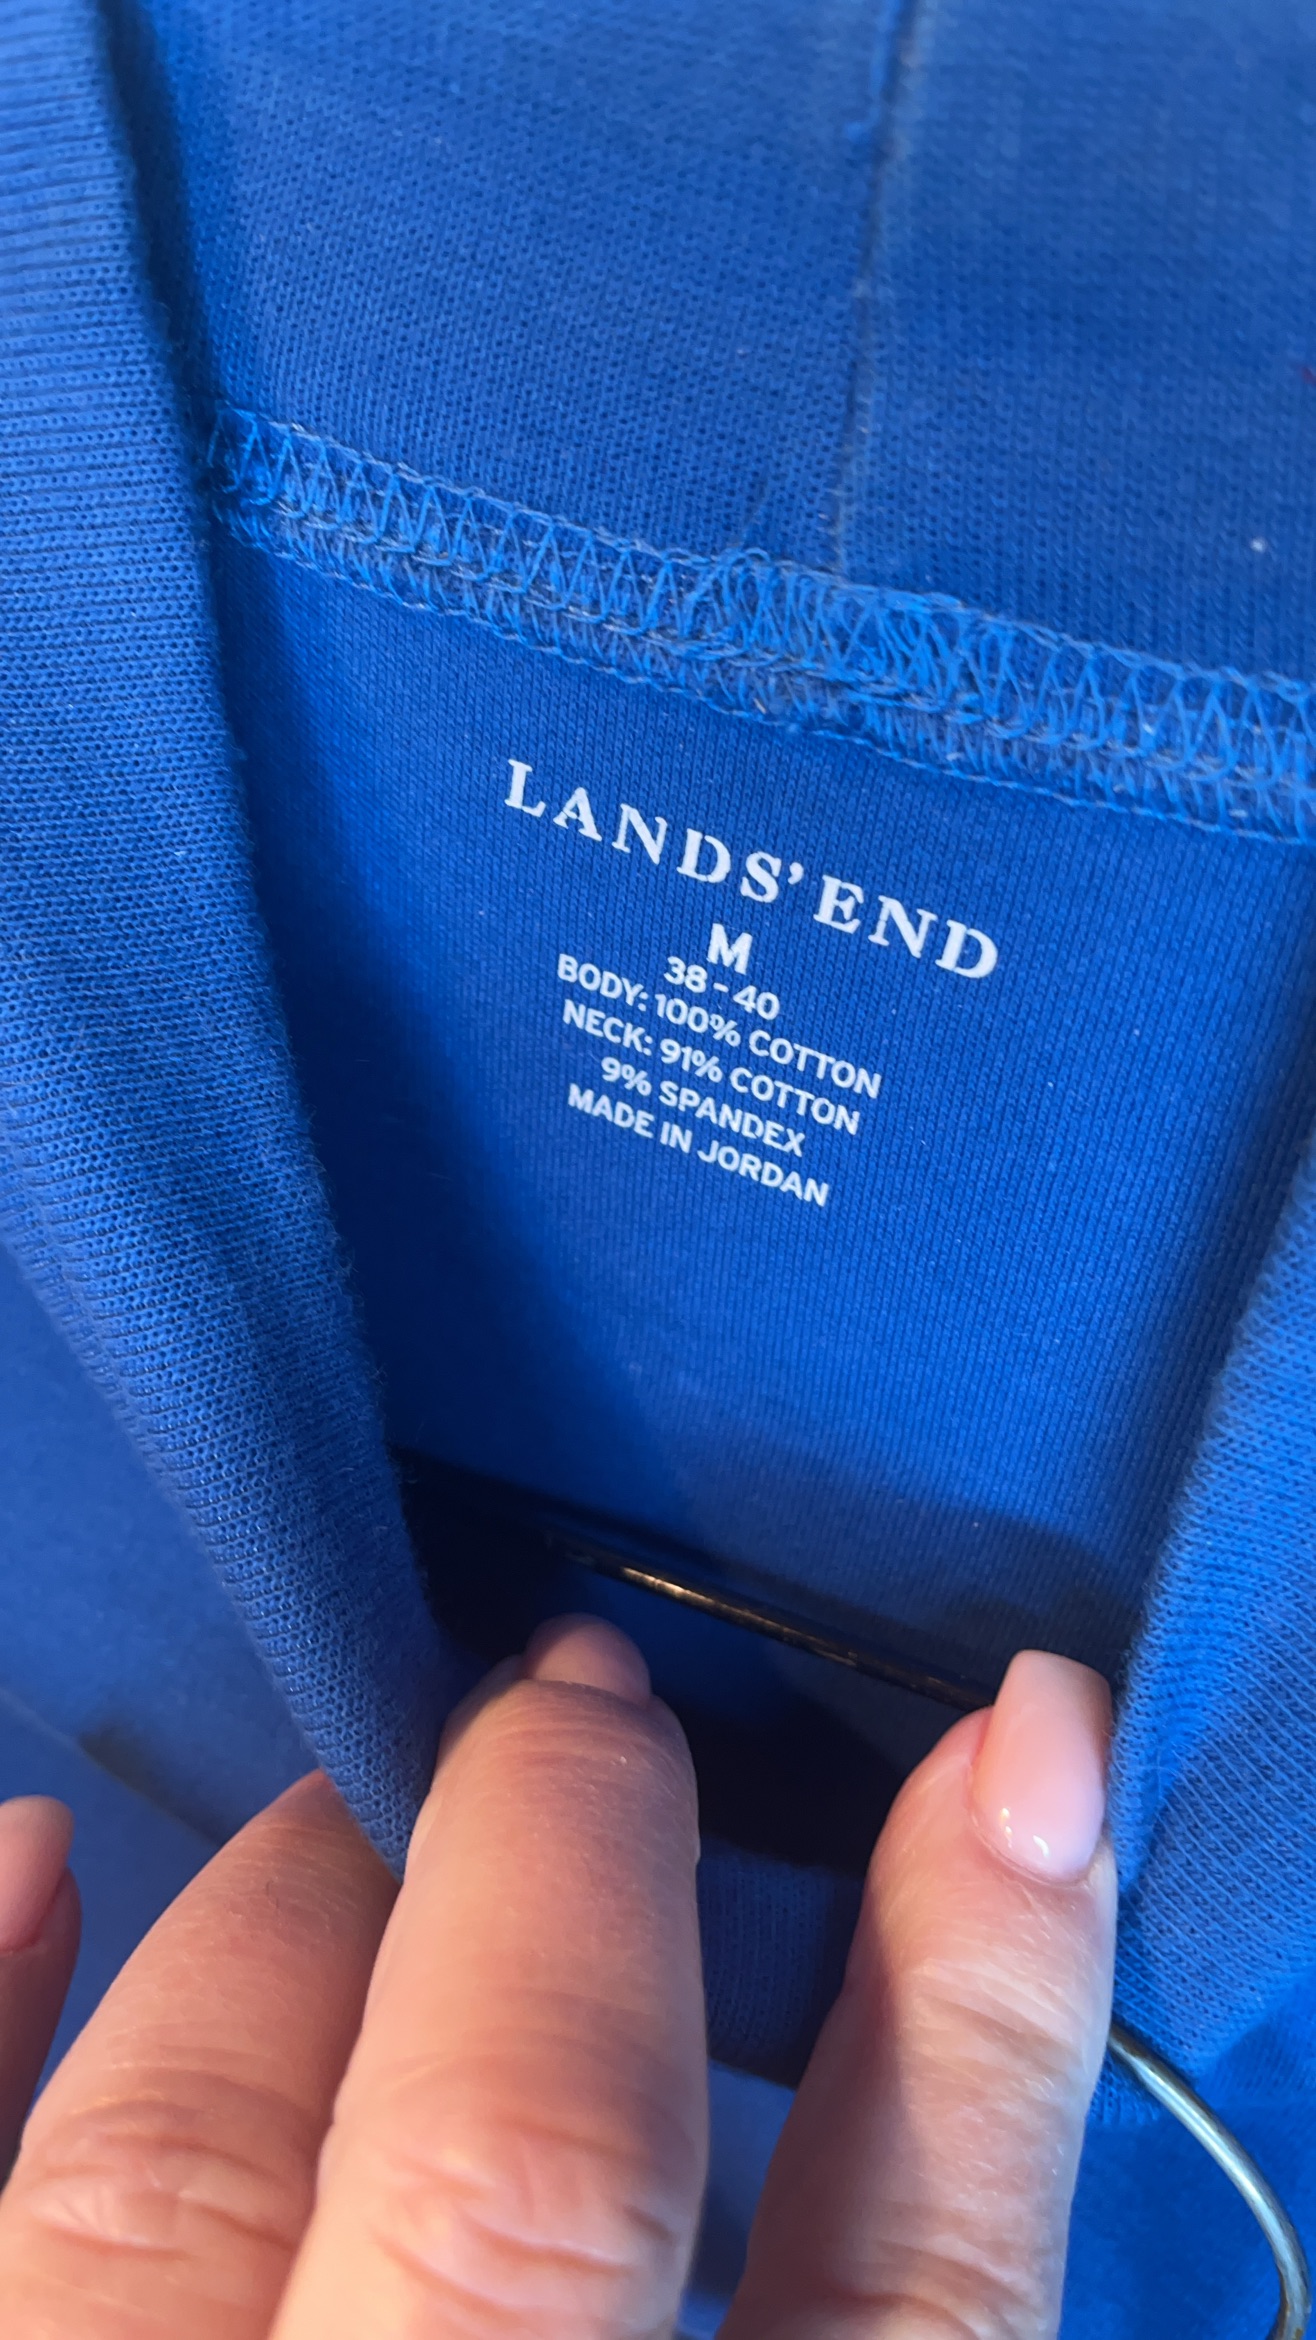 LANDS’ END
M
38 - 40
BODY: 100% COTTON
NECK: 91% COTTON
9% SPANDEX
MADE IN JORDAN